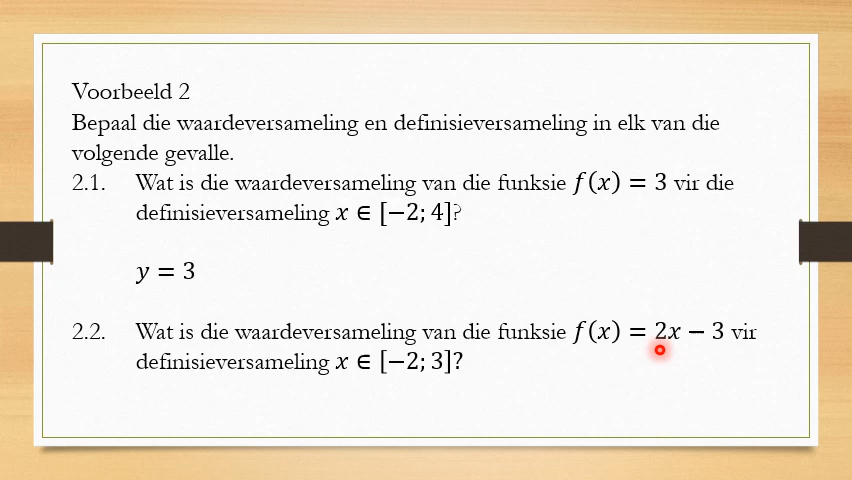 Voorbeeld 2
Bepaal die waardeversameling en definisieversameling in elk van die
volgende gevalle.
2.1. Wat is die waardeversameling van die funksie f(x) = 3 vir die
definisieversameling x ∈ [−2; 4]?
y = 3
2.2. Wat is die waardeversameling van die funksie f(x) = 2x − 3 vir
definisieversameling x ∈ [−2; 3]?